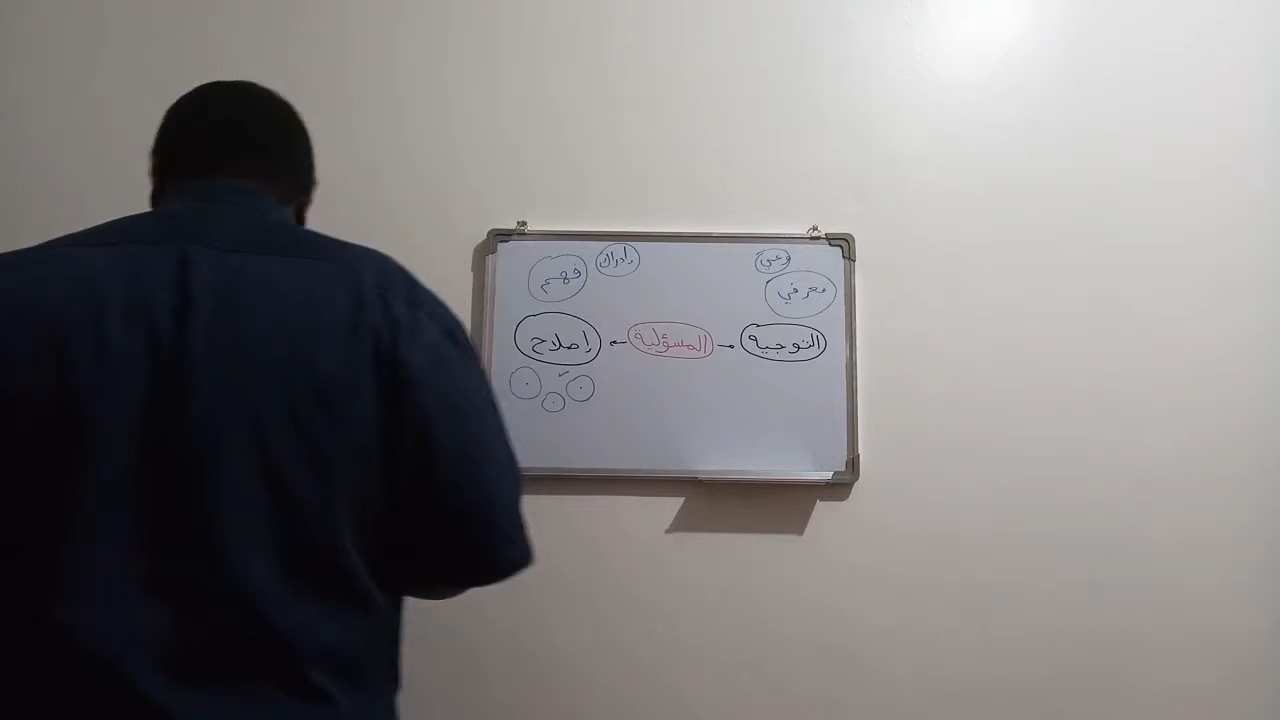 وعي إدراك
معرفي فهم
التوجيه المسؤلية إصلاح